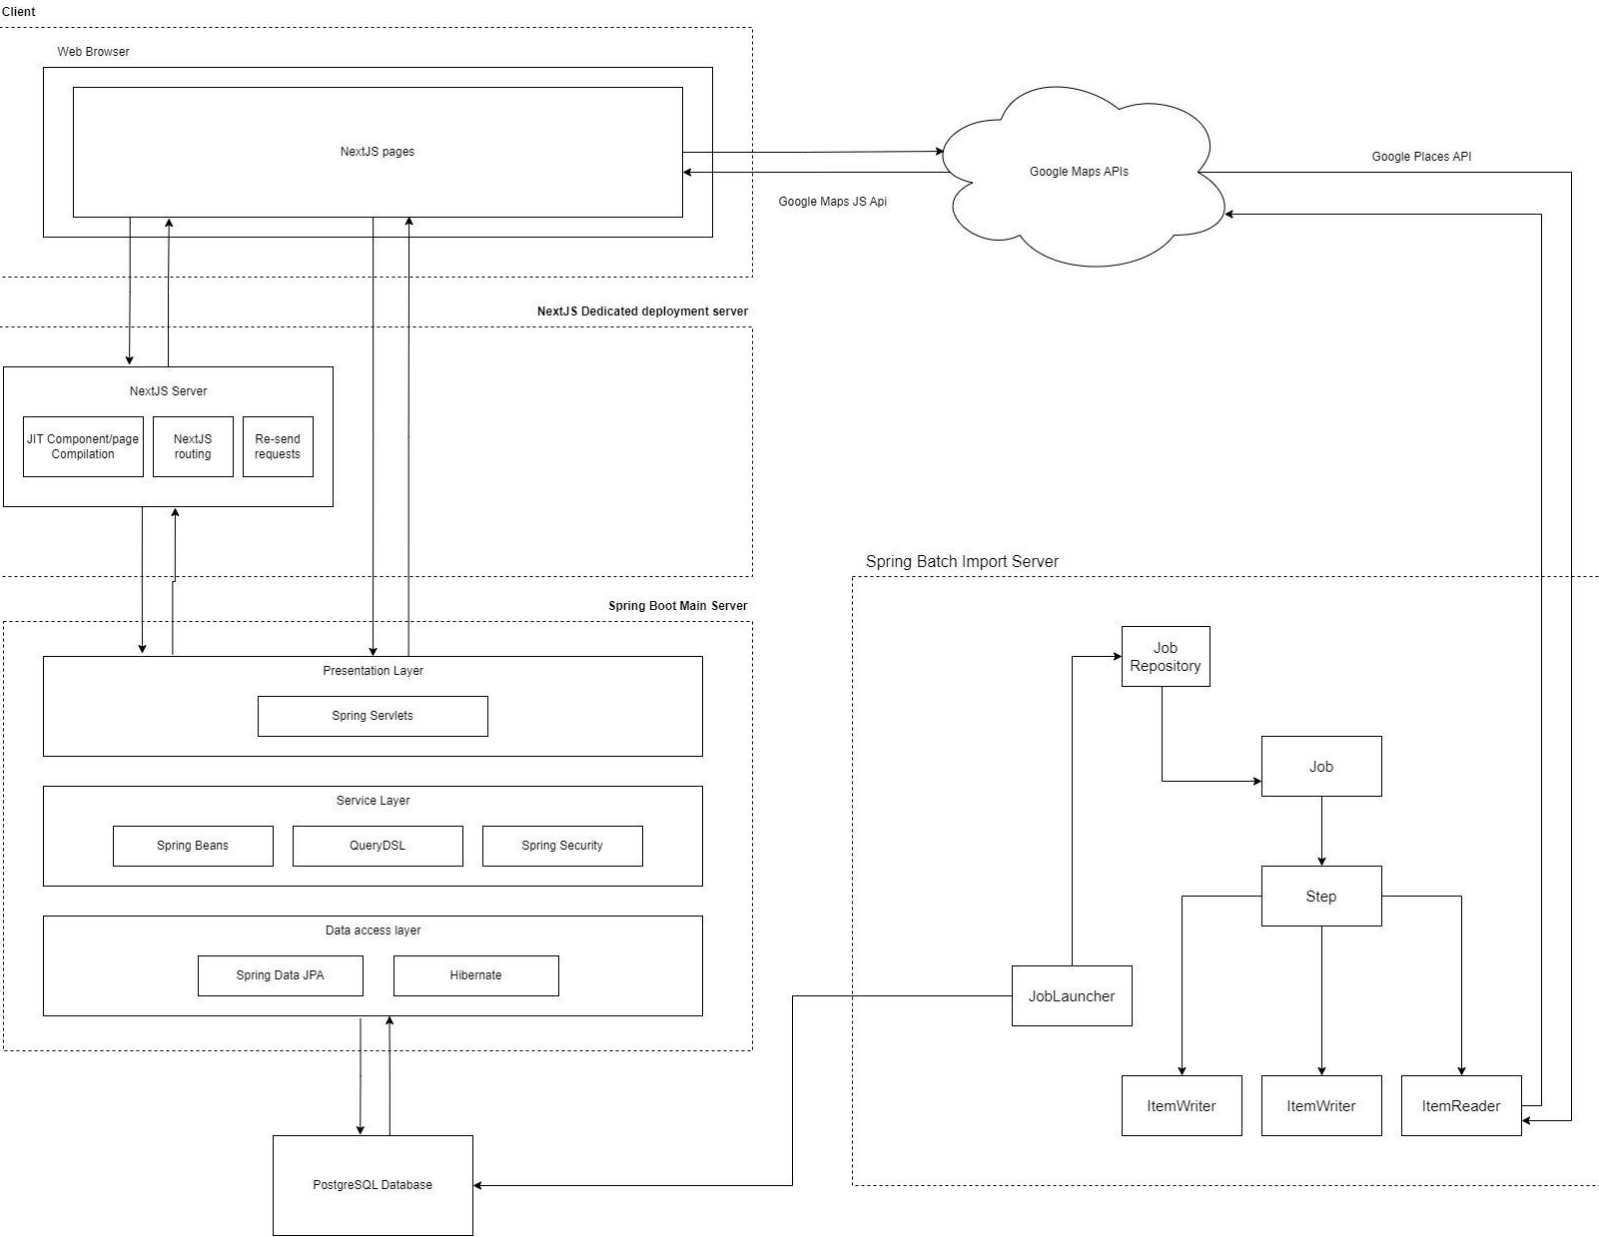 Client
Web Browser
NextJS pages
Google Maps APIs
Google Places API
Google Maps JS Api
NextJS Dedicated deployment server
NextJS Server
JIT Component/page
Compilation
NextJS
routing
Re-send
requests
Spring Batch Import Server
Spring Boot Main Server
Presentation Layer
Spring Servlets
Service Layer
Spring Beans
QueryDSL
Spring Security
Data access layer
Spring Data JPA
Hibernate
PostgreSQL Database
Job
Repository
Job
Step
JobLauncher
ItemWriter
ItemWriter
ItemReader